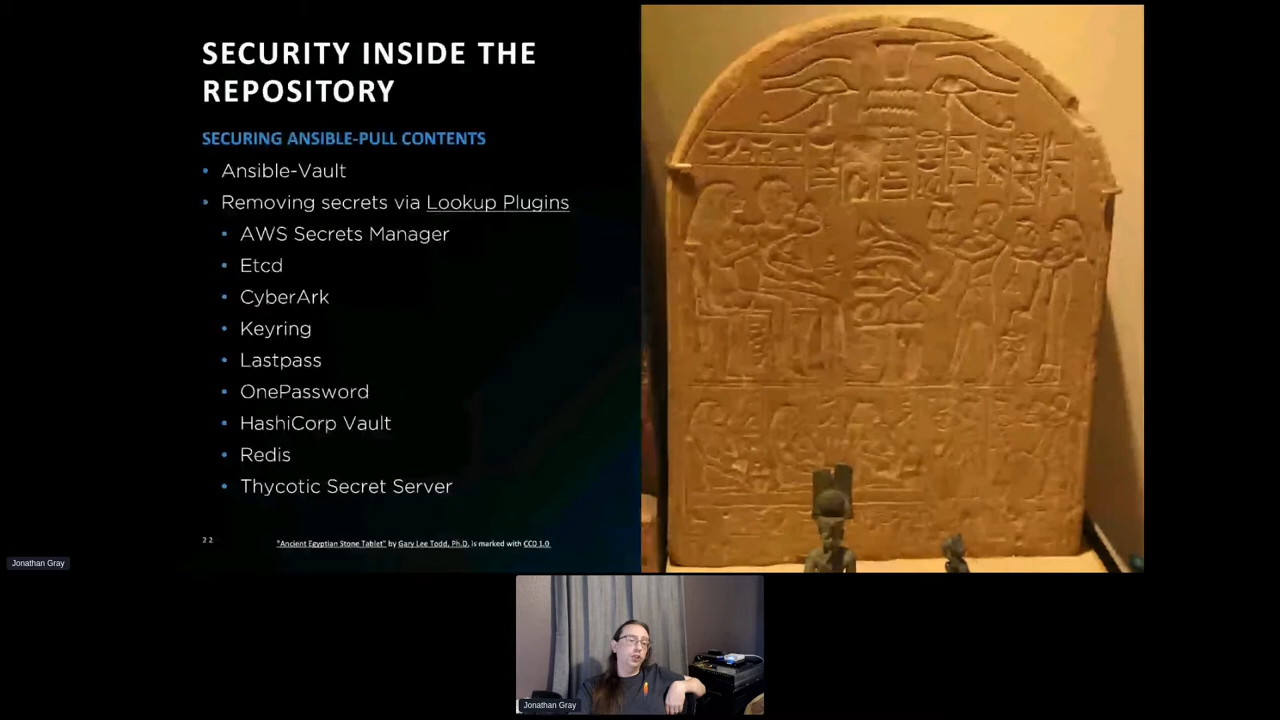 SECURITY INSIDE THE
REPOSITORY
SECURING ANSIBLE-PULL CONTENTS
• Ansible-Vault
• Removing secrets via Lookup Plugins
• AWS Secrets Manager
• Etcd
• CyberArk
• Keyring
• Lastpass
• OnePassword
• HashiCorp Vault
• Redis
• Thycotic Secret Server
22
"Ancient Egyptian Stone Tablet" by Gary Lee Todd, Ph.D. is marked with CC0 1.0
Jonathan Gray
Jonathan Gray